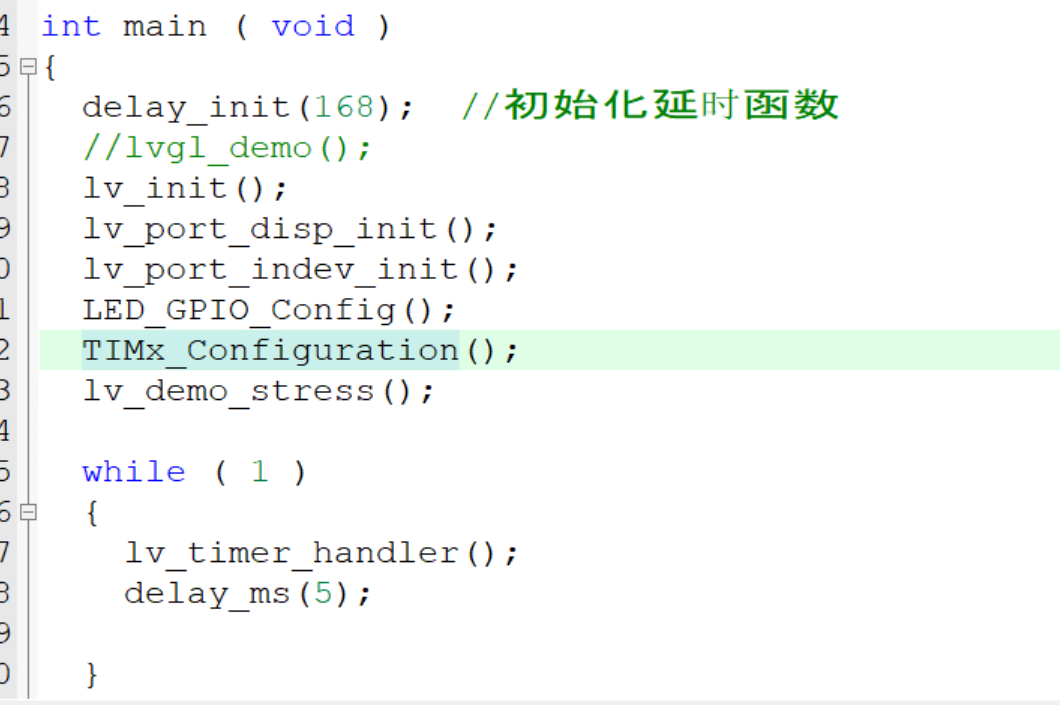 4 int main ( void )
5 {
6 delay_init(168); //初始化延时函数
7 //lvgl_demo();
8 lv_init();
9 lv_port_disp_init();
0 lv_port_indev_init();
1 LED_GPIO_Config();
2 TIMx_Configuration();
3 lv_demo_stress();
4
5 while ( 1 )
6 {
7 lv_timer_handler();
8 delay_ms(5);
9
0 }